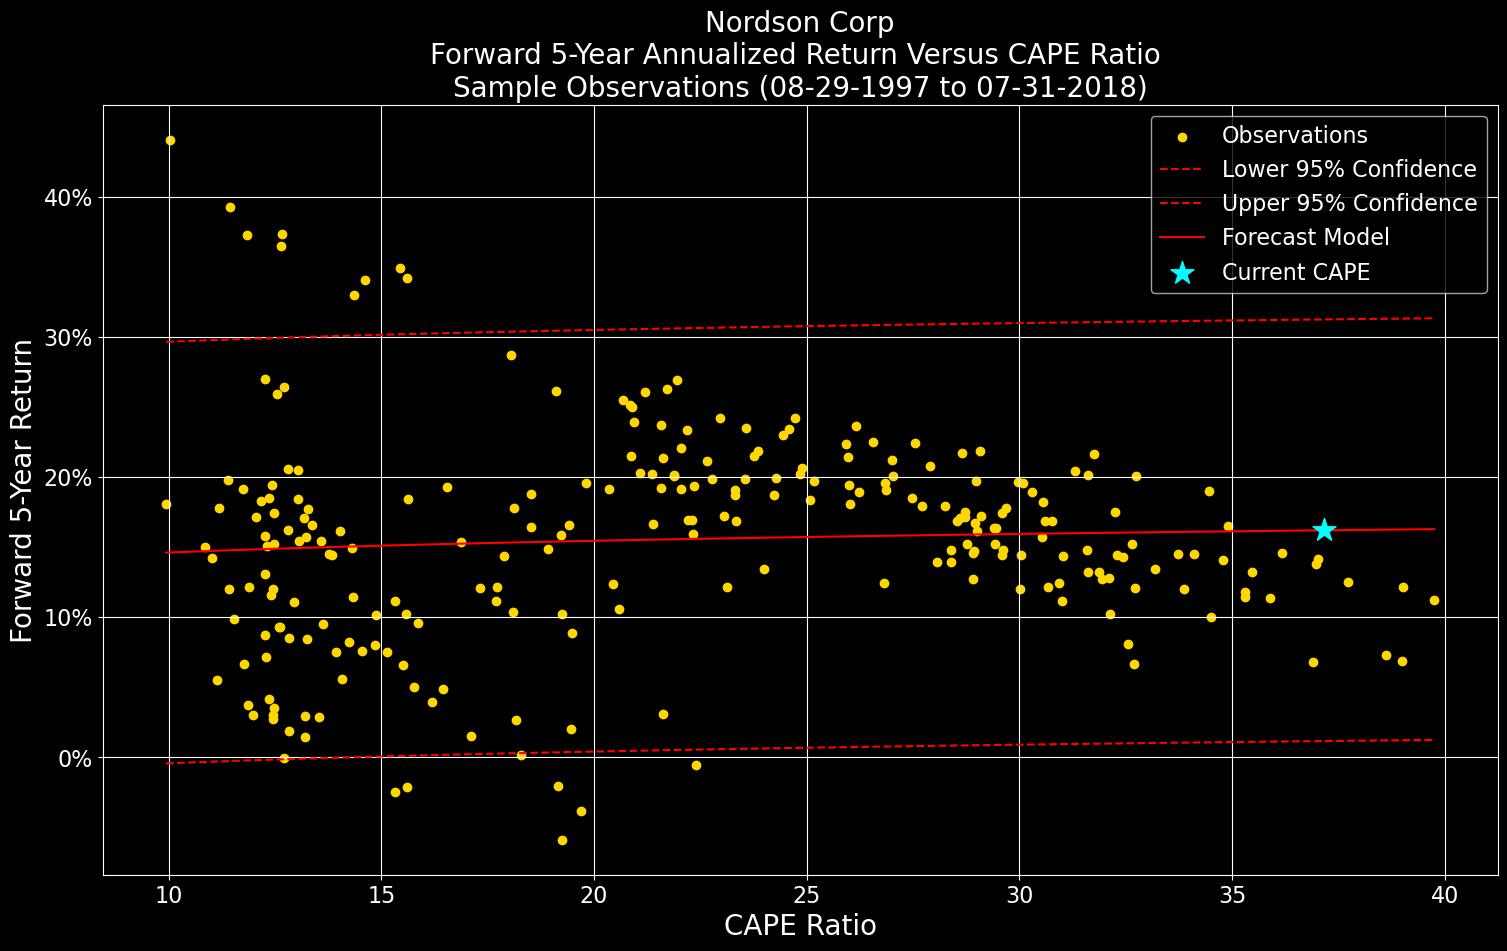 Nordson Corp
Forward 5-Year Annualized Return Versus CAPE Ratio
Sample Observations (08-29-1997 to 07-31-2018)
Observations
Lower 95% Confidence
Upper 95% Confidence
Forecast Model
Current CAPE
Forward 5-Year Return
40%
30%
20%
10%
0%
10 15 20 25 30 35 40
CAPE Ratio